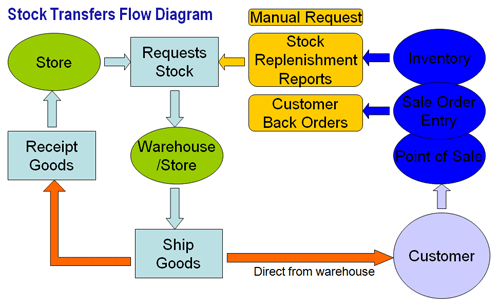 Stock Transfers Flow Diagram
Manual Request
Store
Requests
Stock
Stock
Replenishment
Reports
Inventory
Customer
Back Orders
Sale Order
Entry
Receipt
Goods
Warehouse
/Store
Point of Sale
Ship
Goods
Direct from warehouse
Customer